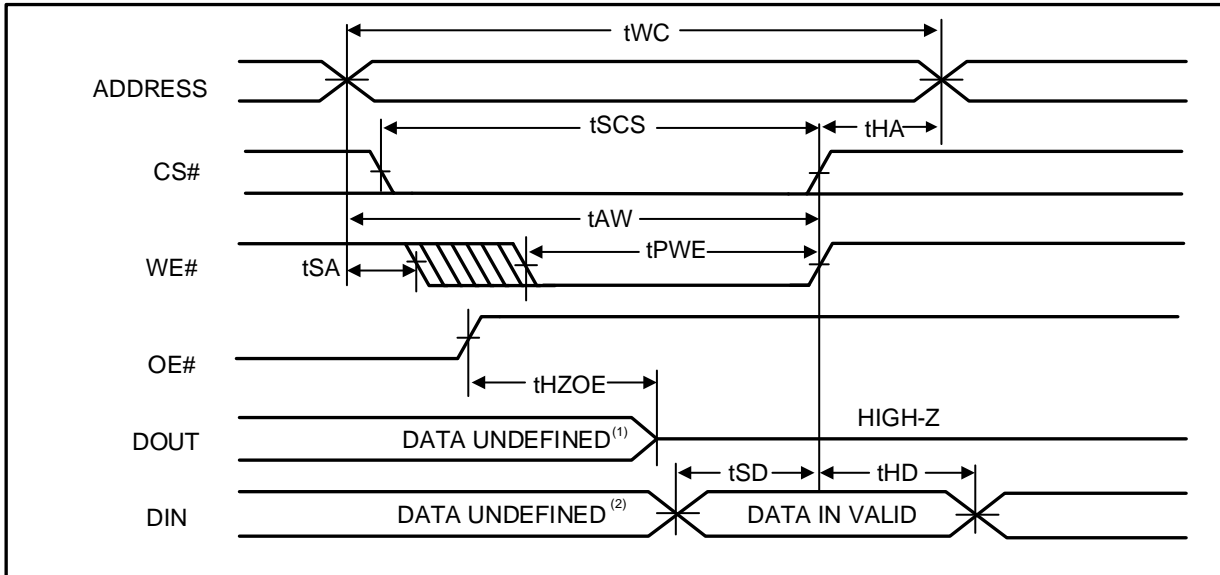 tWC
ADDRESS
tSCS
tHA
CS#
tAW
WE#
tSA
tPWE
OE#
tHZOE
DOUT
DATA UNDEFINED(1)
HIGH-Z
tSD
tHD
DIN
DATA UNDEFINED (2)
DATA IN VALID